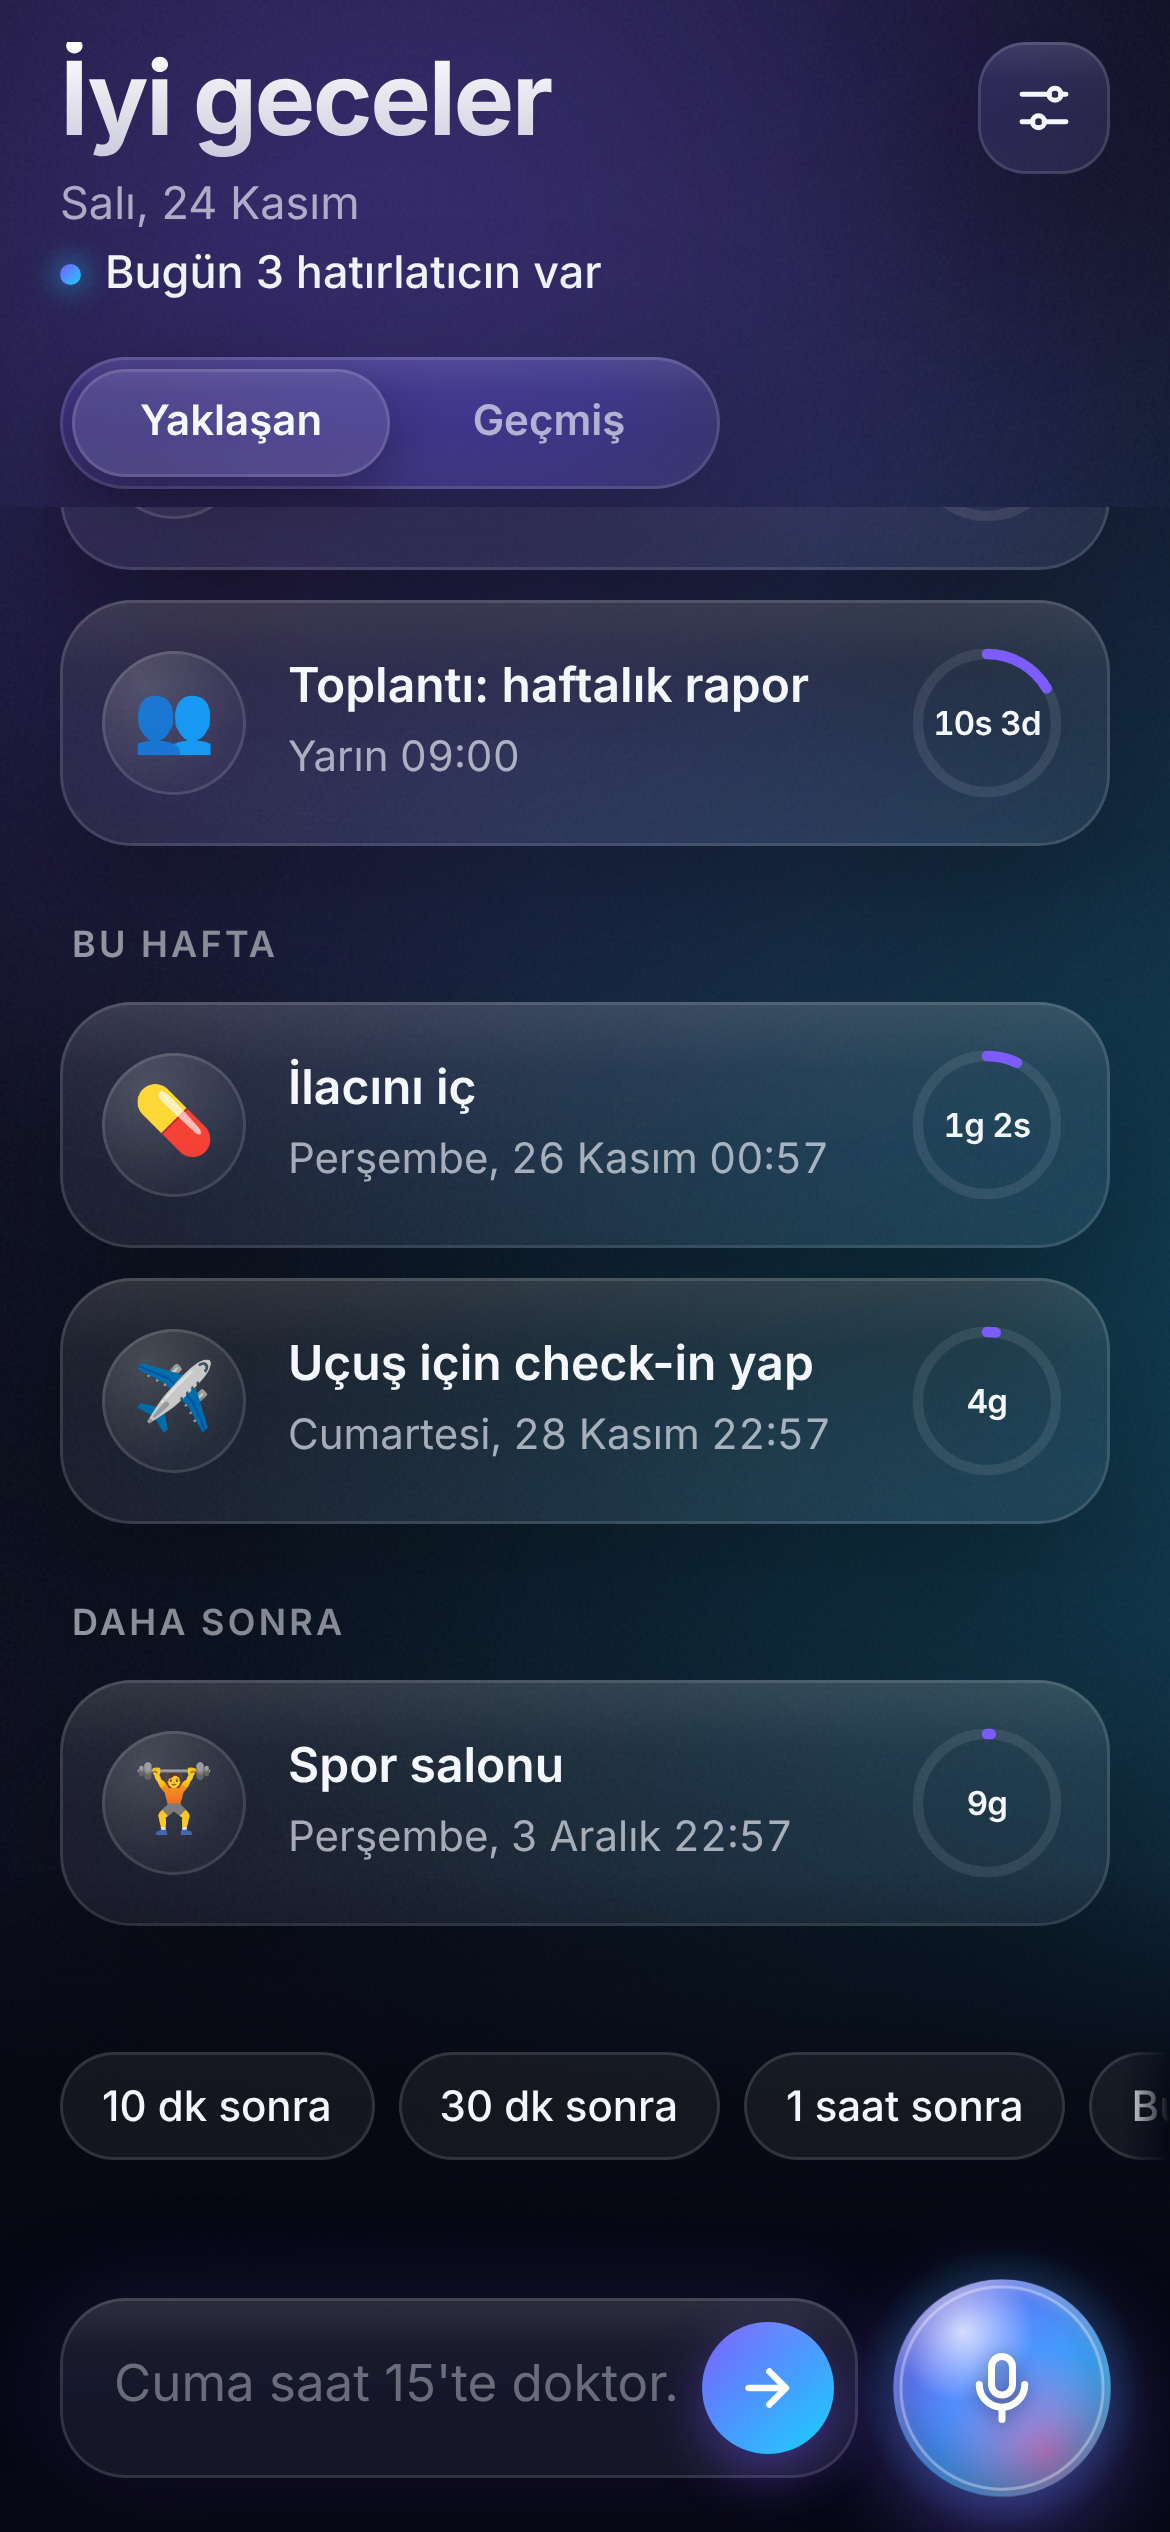 İyi geceler
Salı, 24 Kasım
Bugün 3 hatırlatıcın var
Yaklaşan
Geçmiş
Toplantı: haftalık rapor
Yarın 09:00
10s 3d
BU HAFTA
İlacını iç
Perşembe, 26 Kasım 00:57
1g 2s
Uçuş için check-in yap
Cumartesi, 28 Kasım 22:57
4g
DAHA SONRA
Spor salonu
Perşembe, 3 Aralık 22:57
9g
10 dk sonra
30 dk sonra
1 saat sonra
Cuma saat 15'te doktor.